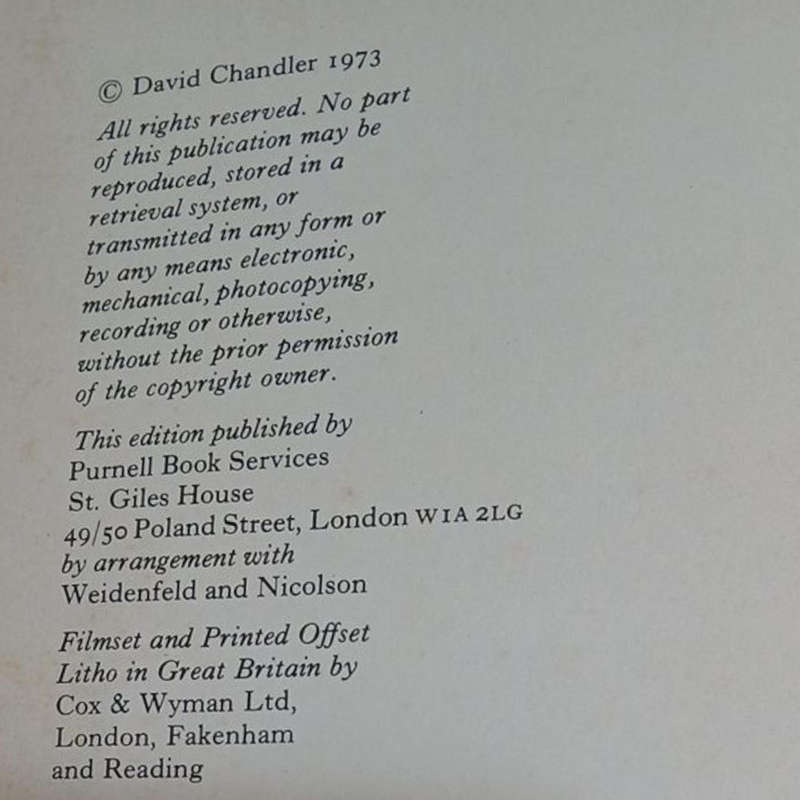 © David Chandler 1973
All rights reserved. No part
of this publication may be
reproduced, stored in a
retrieval system, or
transmitted in any form or
by any means electronic,
mechanical, photocopying,
recording or otherwise,
without the prior permission
of the copyright owner.
This edition published by
Purnell Book Services
St. Giles House
49/50 Poland Street, London W1A 2LG
by arrangement with
Weidenfeld and Nicolson
Filmset and Printed Offset
Litho in Great Britain by
Cox & Wyman Ltd,
London, Fakenham
and Reading